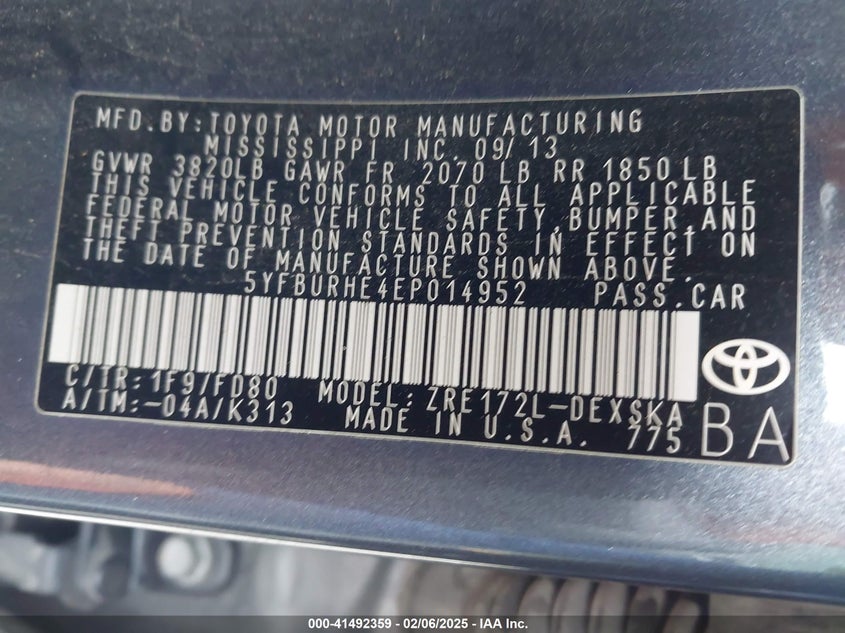 MFD.BY:TOYOTA MOTOR MANUFACTURING
MISSISSIPPI INC. 09/13
GVWR 3820LB GAWR FR 2070 LB RR 1850 LB
THIS VEHICLE CONFORMS TO ALL APPLICABLE
FEDERAL MOTOR VEHICLE SAFETY,BUMPER,AND
THEFT PREVENTION STANDARDS IN EFFECT ON
THE DATE OF MANUFACTURE SHOWN ABOVE.
5YFBURHE4EP014952 PASS.CAR
C/TR:1F9/FD80 MODEL:ZRE172L-DEXSKA
A/TM:-04A/K313 MADE IN U.S.A. 775
BA
000-41492359 — 02/06/2025 — IAA Inc.